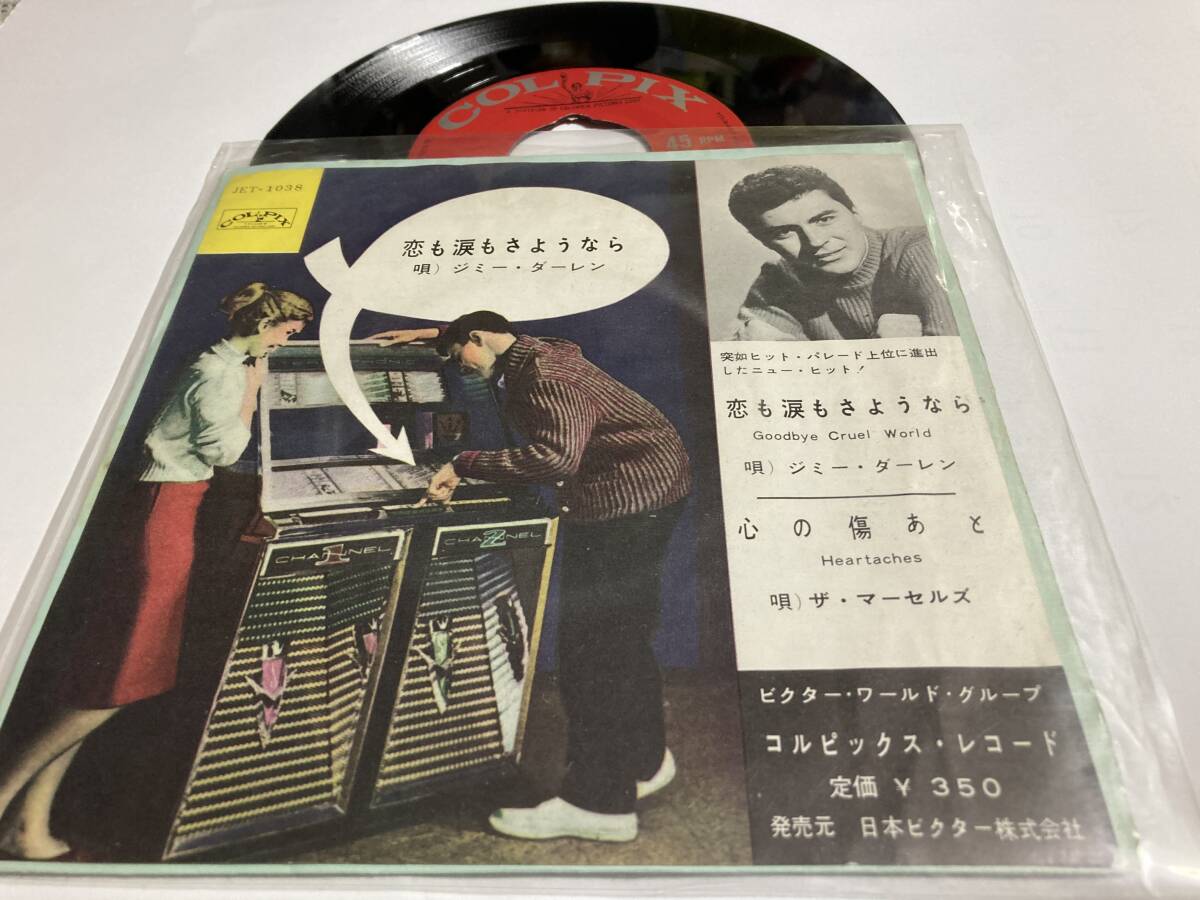 COLPIX
A DIVISION OF COLUMBIA PICTURES CORP.
45 RPM
JET-1038
COLPIX
恋も涙もさようなら
唄）ジミー・ダーレン
突如ヒット・パレード上位に進出
したニュー・ヒット！
恋も涙もさようなら
Goodbye Cruel World
唄）ジミー・ダーレン
心の傷あと
Heartaches
唄）ザ・マーセルズ
CHANNEL
CHANNEL
ビクター・ワールド・グループ
コルピックス・レコード
定価 ¥ 350
発売元 日本ビクター株式会社